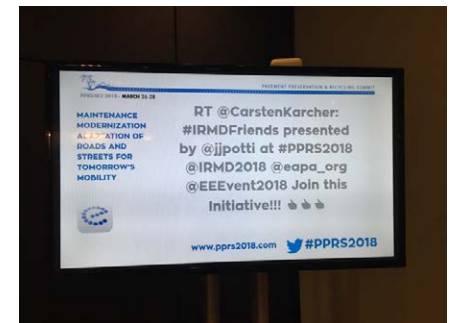 PAVEMENT PRESERVATION & RECYCLING SUMMIT
MARCH 26-28
MAINTENANCE
MODERNIZATION
ADAPTATION OF
ROADS AND
STREETS FOR
TOMORROW'S
MOBILITY
RT @CarstenKarcher:
#IRMDFriends presented
by @jjpotti at #PPRS2018
@IRMD2018 @eapa_org
@EEEvent2018 Join this
Initiative!!! 👍👍👍
www.pprs2018.com
#PPRS2018